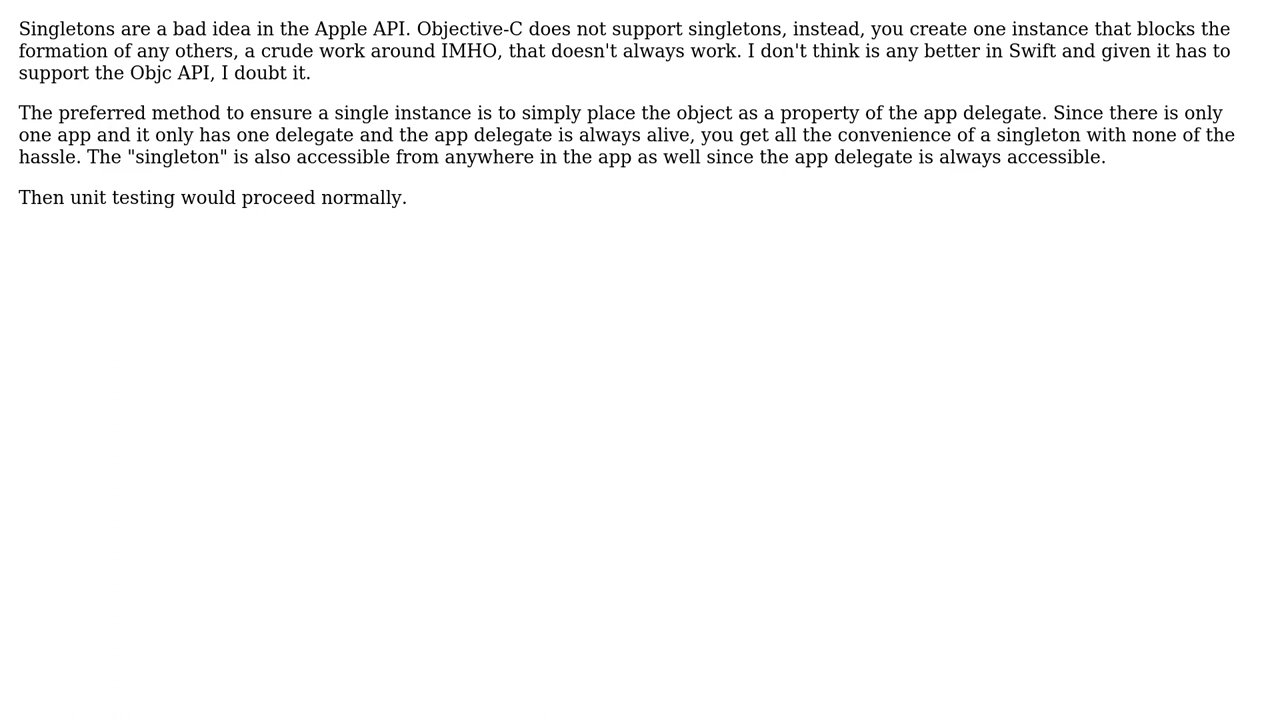 Singletons are a bad idea in the Apple API. Objective-C does not support singletons, instead, you create one instance that blocks the
formation of any others, a crude work around IMHO, that doesn't always work. I don't think is any better in Swift and given it has to
support the Objc API, I doubt it.
The preferred method to ensure a single instance is to simply place the object as a property of the app delegate. Since there is only
one app and it only has one delegate and the app delegate is always alive, you get all the convenience of a singleton with none of the
hassle. The "singleton" is also accessible from anywhere in the app as well since the app delegate is always accessible.
Then unit testing would proceed normally.